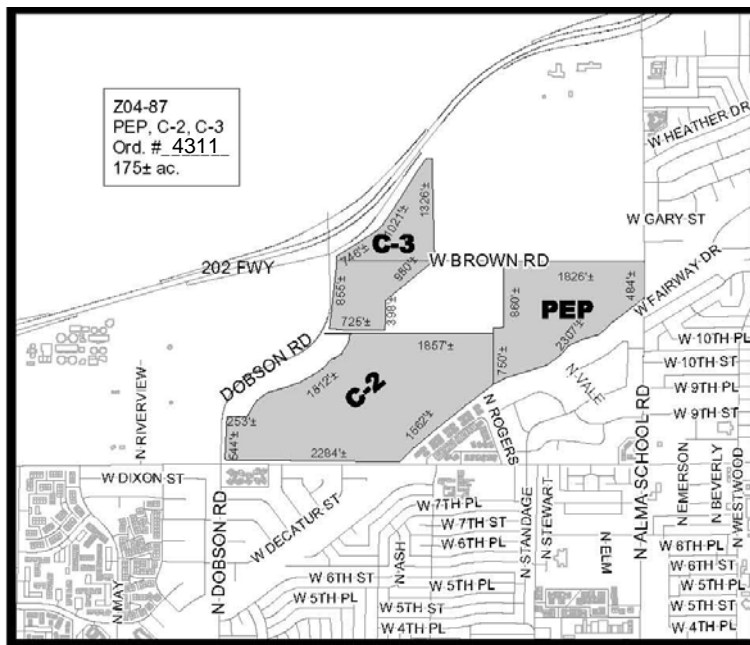 Z04-87
PEP, C-2, C-3
Ord. # 4311
175± ac.
W HEATHER DR
W GARY ST
W FAIRWAY DR
202 FWY
W BROWN RD
C-3
746'±
1021'±
1326'±
980'±
855'±
398'±
725'±
PEP
1826'±
484'±
860'±
2307'±
750'±
DOBSON RD
C-2
1857'±
1812'±
1662'±
253'±
544'±
2284'±
N RIVERVIEW
N VALE
N ROGERS
W 10TH PL
W 10TH ST
W 9TH PL
W 9TH ST
N ALMA SCHOOL RD
N EMERSON
N BEVERLY
N WESTWOOD
W DIXON ST
N DOBSON RD
W DECATUR ST
W 7TH PL
W 7TH ST
W 6TH PL
N STANDAGE
N STEWART
N ELM
N ASH
N MAY
W 6TH ST
W 5TH PL
W 5TH PL
W 5TH ST
W 4TH PL
W 6TH PL
W 6TH ST
W 5TH PL
W 5TH ST
W 4TH PL